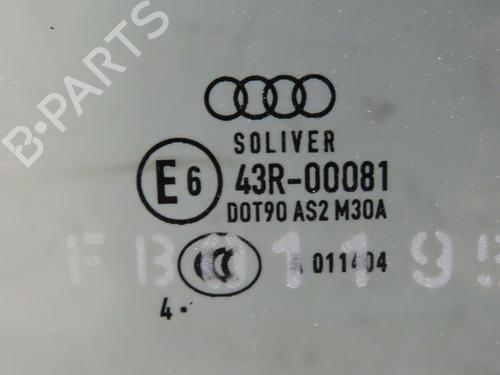 B·PARTS
SOLIVER
E6 43R-00081
DOT90 AS2 M30A
011404
4·